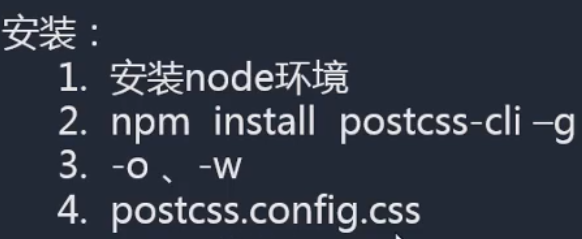 安装：
1. 安装node环境
2. npm install postcss-cli –g
3. -o 、-w
4. postcss.config.css